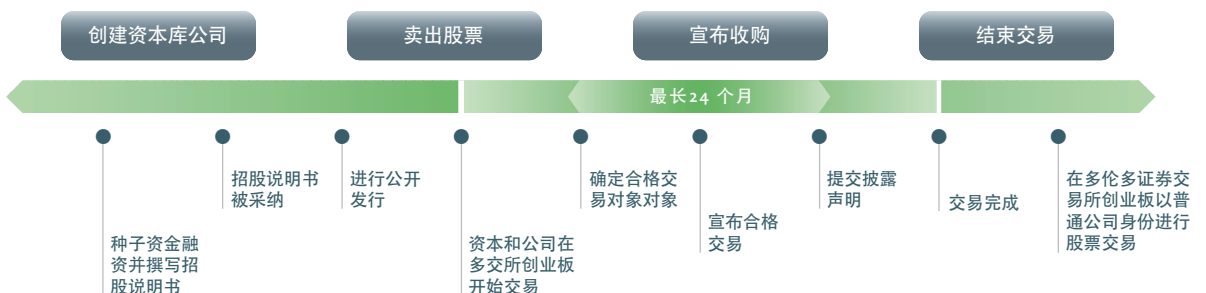 创建资本库公司
卖出股票
宣布收购
结束交易
最长24 个月
种子资金融
资并撰写招
股说明书
招股说明书
被采纳
进行公开
发行
资本和公司在
多交所创业板
开始交易
确定合格交
易对象对象
宣布合格
交易
提交披露
声明
交易完成
在多伦多证券交
易所创业板以普
通公司身份进行
股票交易